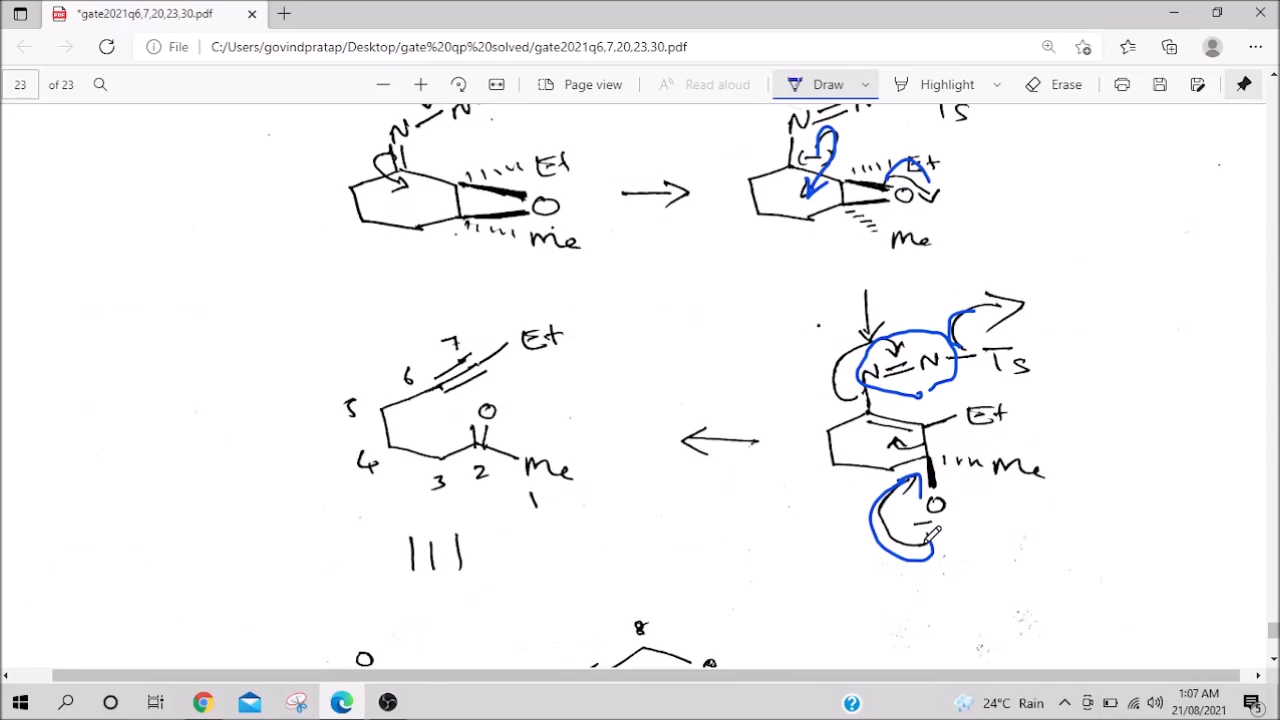 *gate2021q6,7,20,23,30.pdf
File C:/Users/govindpratap/Desktop/gate%20qp%20solved/gate2021q6,7,20,23,30.pdf
23 of 23 Page view Read aloud Draw Highlight Erase
N N N N Ts
Et Et
O O
Me Me
7 Et
6 N=N-Ts
5 O Et
4 3 2 Me Me
1 O
8
O
24°C Rain 1:07 AM
21/08/2021 5